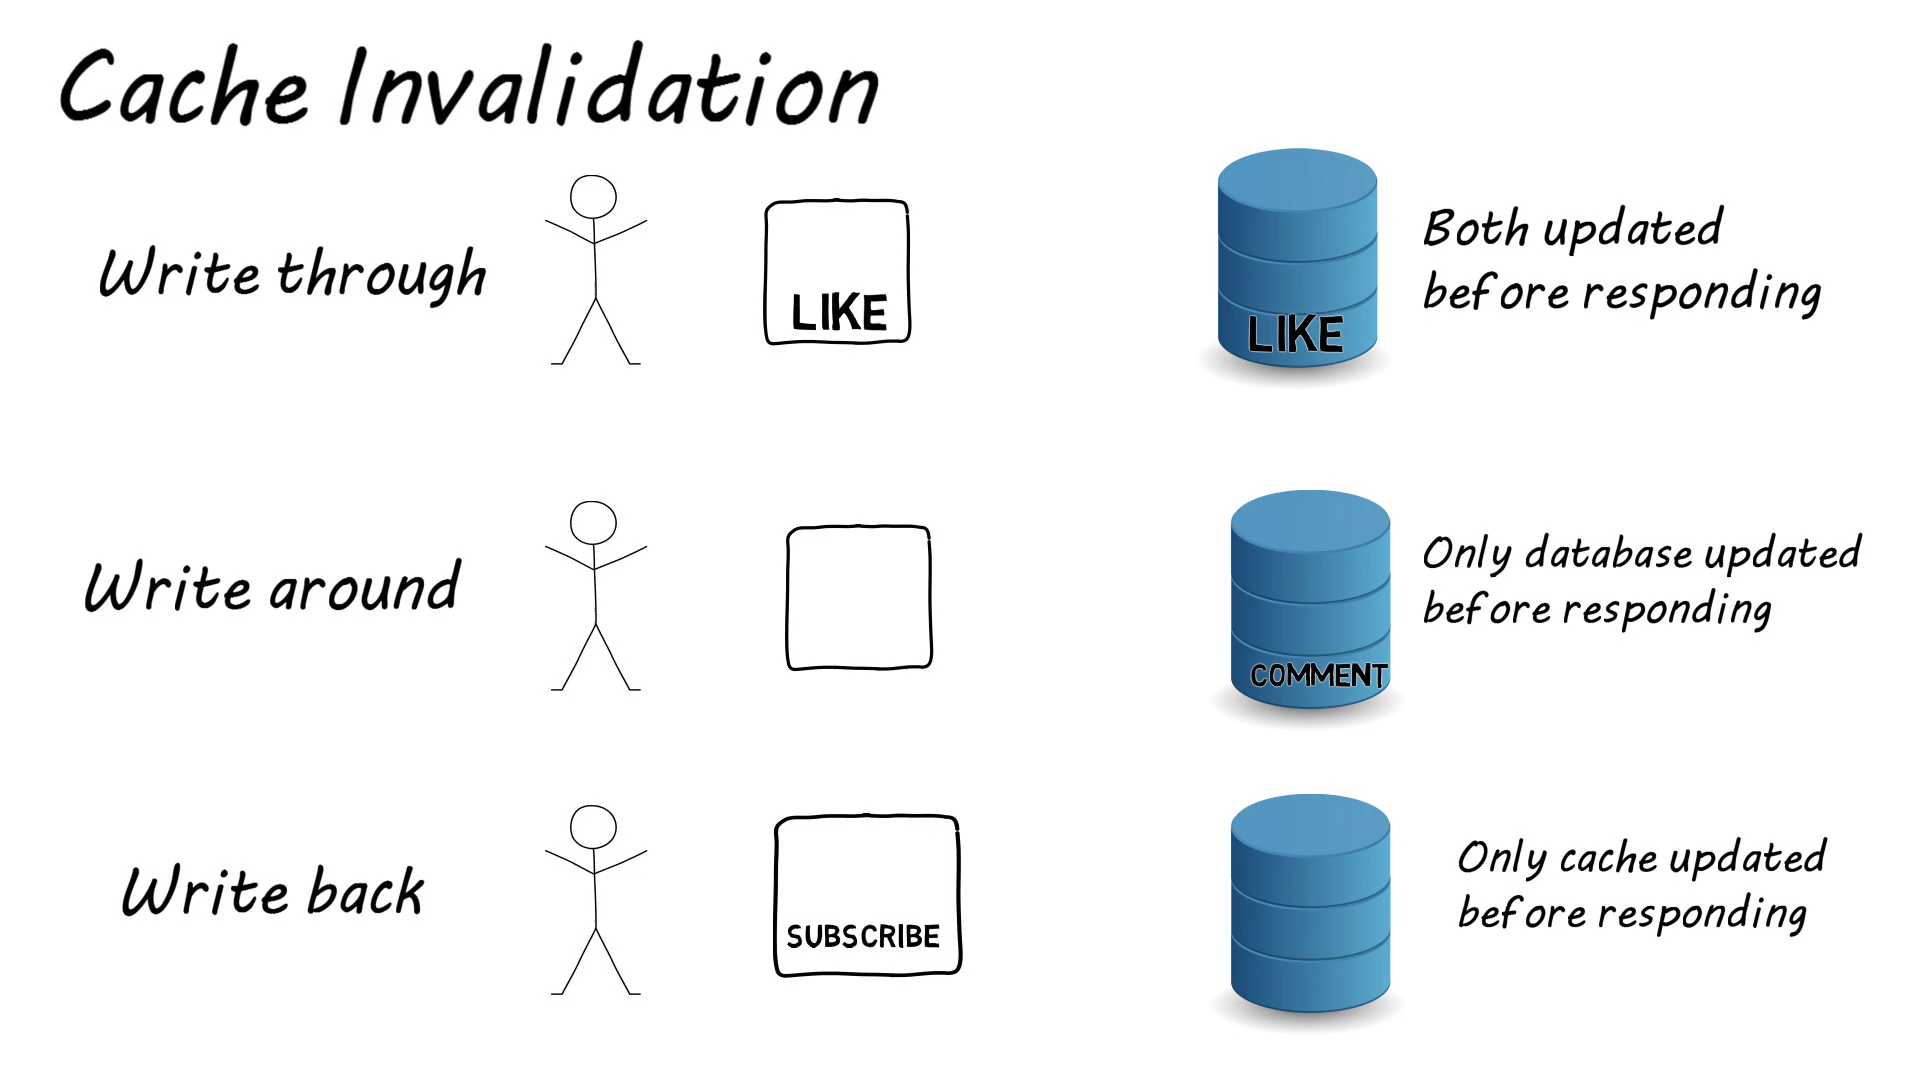 Cache Invalidation
Write through
LIKE
LIKE
Both updated
before responding
Write around
COMMENT
Only database updated
before responding
Write back
SUBSCRIBE
Only cache updated
before responding